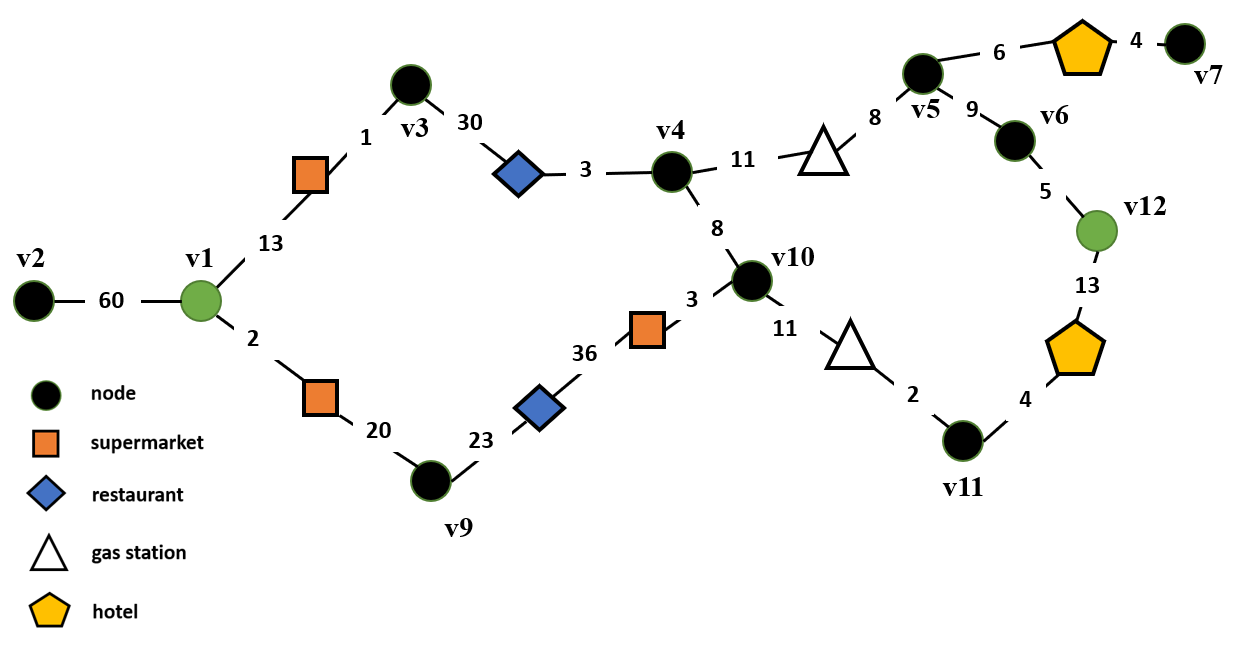 6
4
v7
v5
9
v6
8
1
v3
30
v4
11
3
5
v12
13
8
v2
v1
v10
60
2
3
11
13
36
node
2
4
supermarket
20
23
v11
restaurant
v9
gas station
hotel